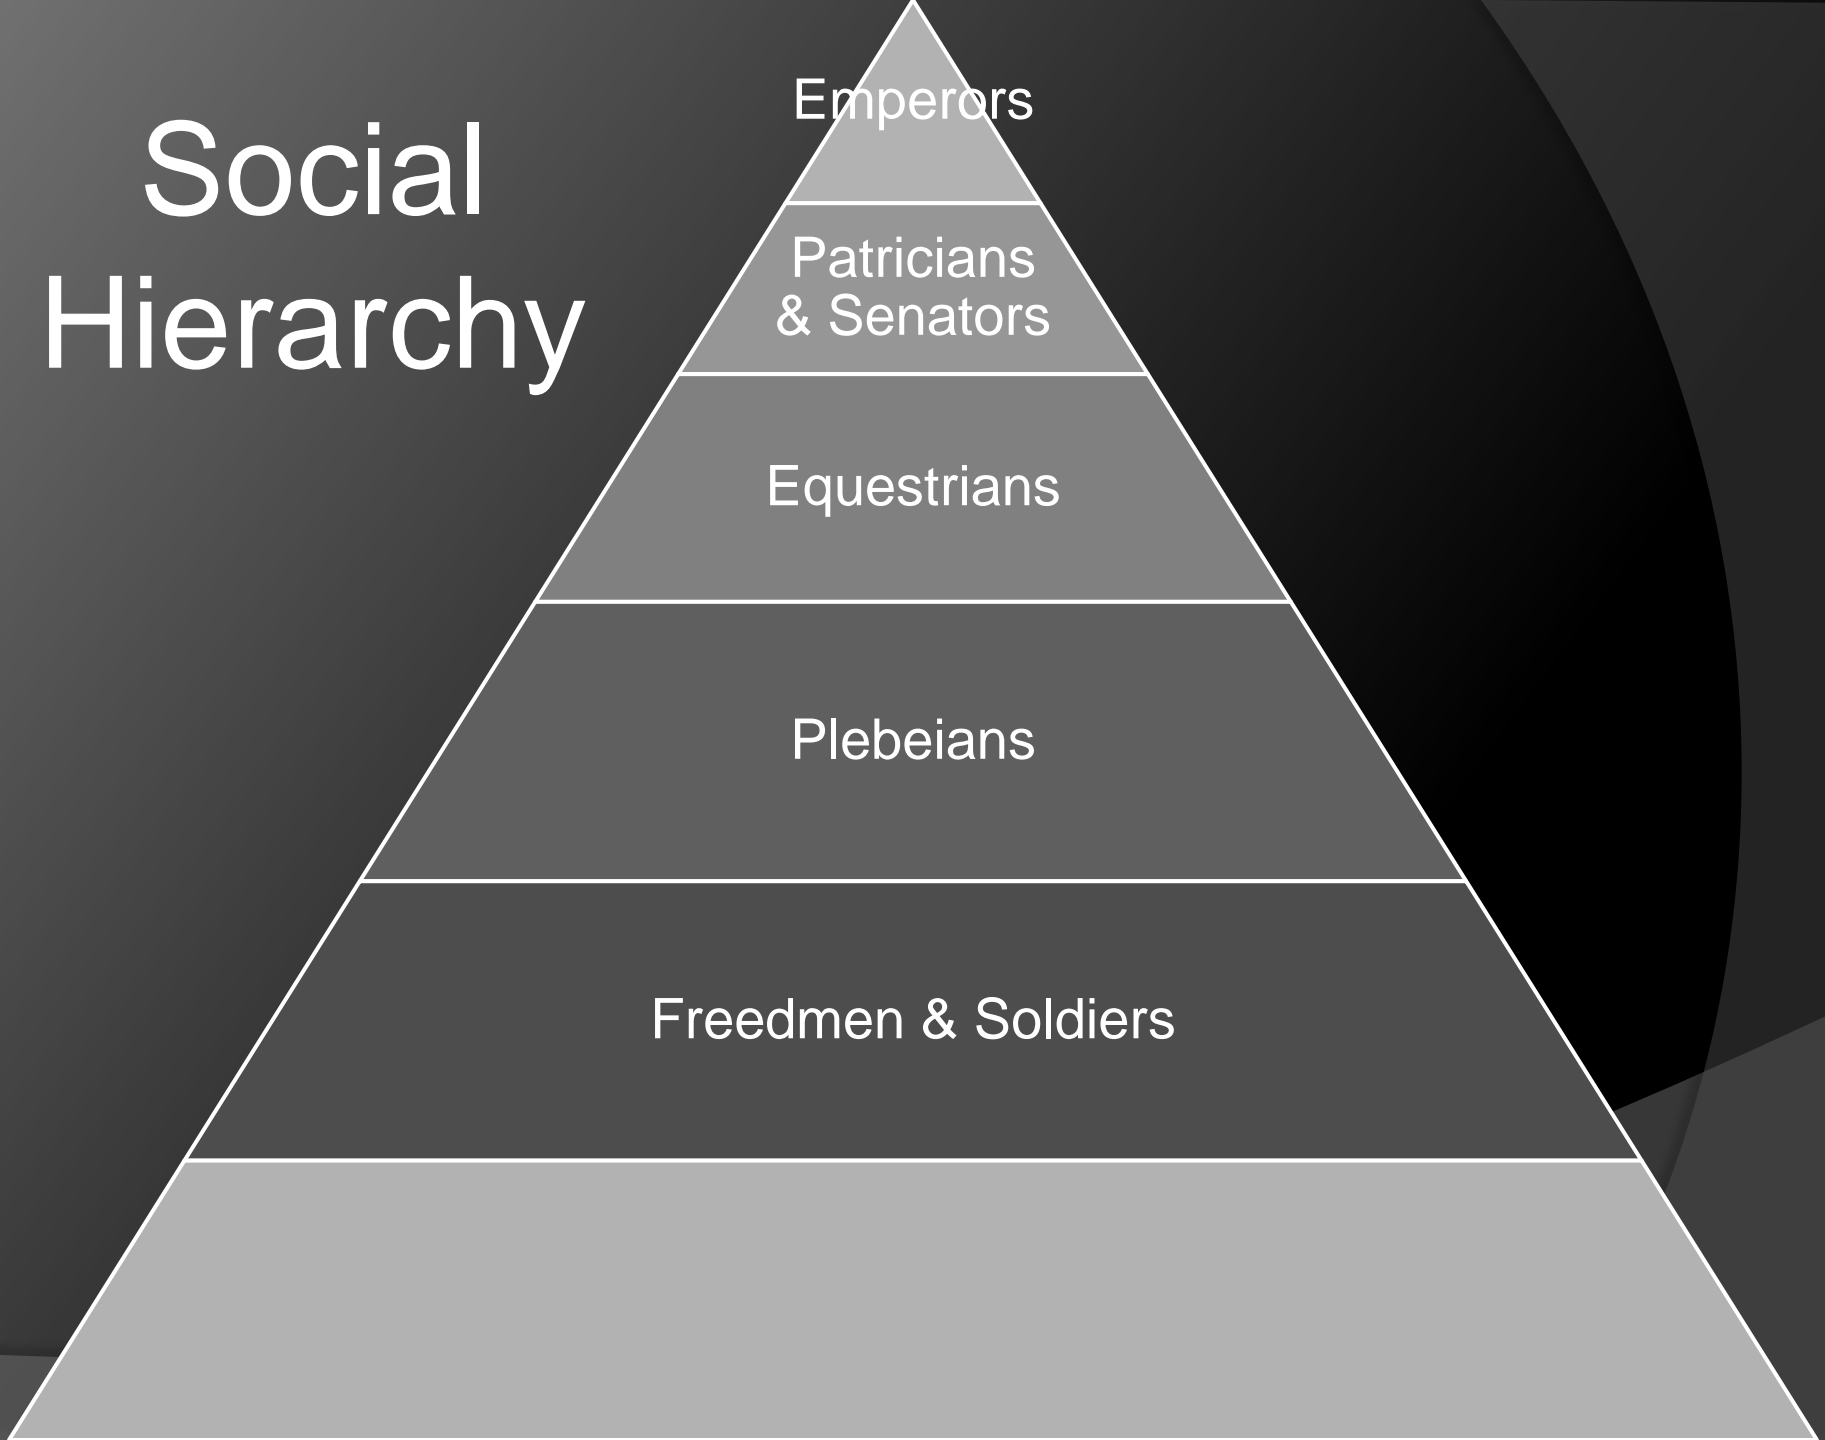 Social
Hierarchy
Emperors
Patricians
& Senators
Equestrians
Plebeians
Freedmen & Soldiers